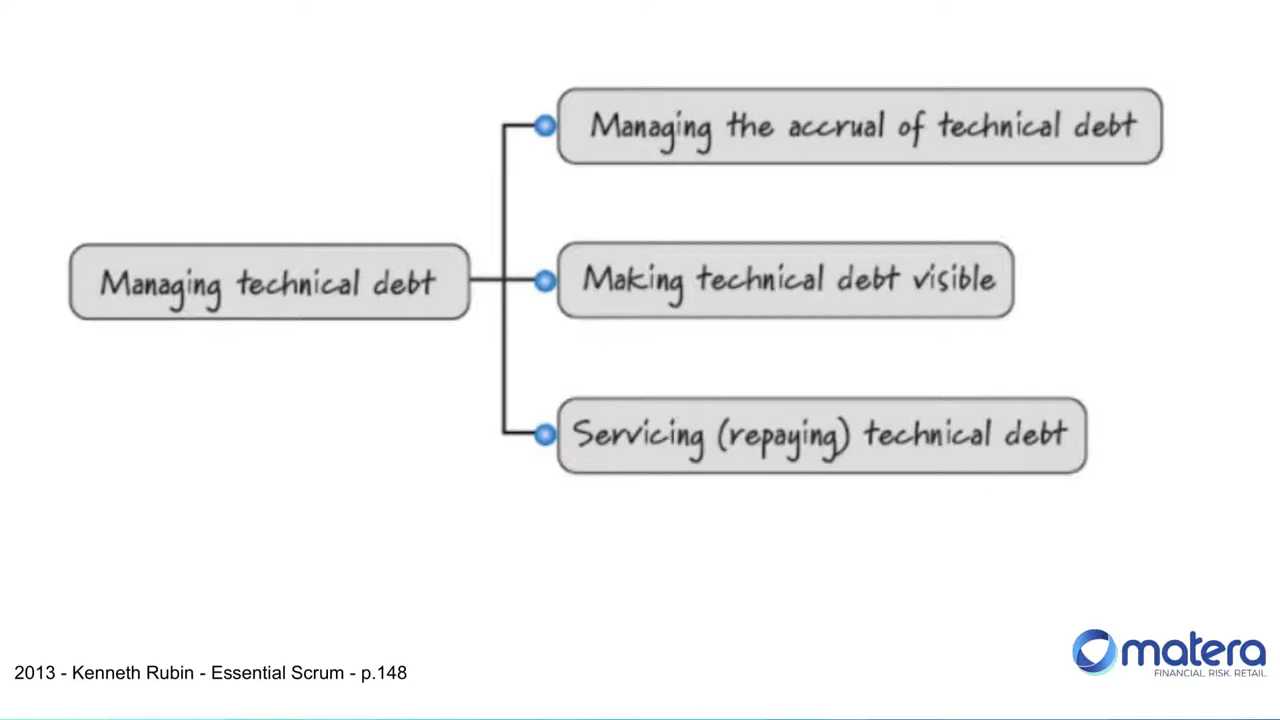 Managing the accrual of technical debt
Managing technical debt
Making technical debt visible
Servicing (repaying) technical debt
2013 - Kenneth Rubin - Essential Scrum - p.148
matera
FINANCIAL. RISK. RETAIL.